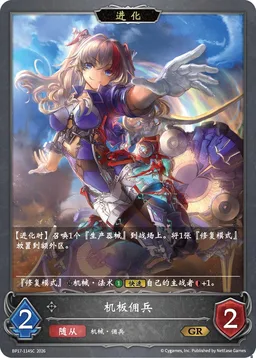 进化
【进化时】召唤1个『生产器械』到战场上。将1张『修复模式』
放置到额外区。
『修复模式』:机械·法术 1 快速 自己的主战者 +1。
机板佣兵
2
随从
机械·佣兵
GR
2
© Cygames, Inc. Published by NetEase Games